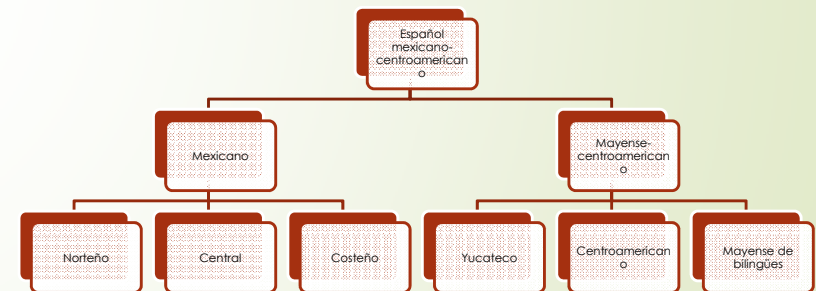 Español
mexicano-
centroamerican
o
Mexicano
Mayense-
centroamerican
o
Norteño
Central
Costeño
Yucateco
Centroamerican
o
Mayense de
bilingües